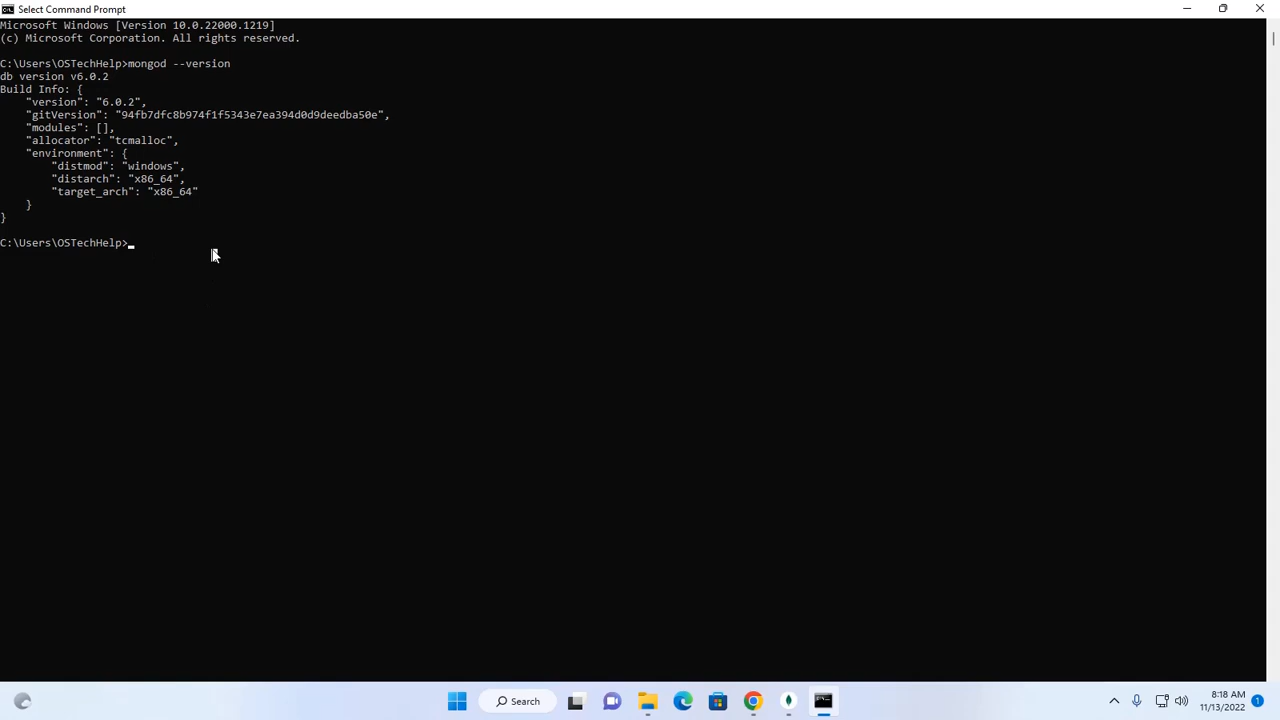 Select Command Prompt
Microsoft Windows [Version 10.0.22000.1219]
(c) Microsoft Corporation. All rights reserved.
C:\Users\OSTechHelp>mongod --version
db version v6.0.2
Build Info: {
    "version": "6.0.2",
    "gitVersion": "94fb7dfc8b974f1f5343e7ea394d0d9deedba50e",
    "modules": [],
    "allocator": "tcmalloc",
    "environment": {
        "distmod": "windows",
        "distarch": "x86_64",
        "target_arch": "x86_64"
    }
}
C:\Users\OSTechHelp>
Search
8:18 AM
11/13/2022
1